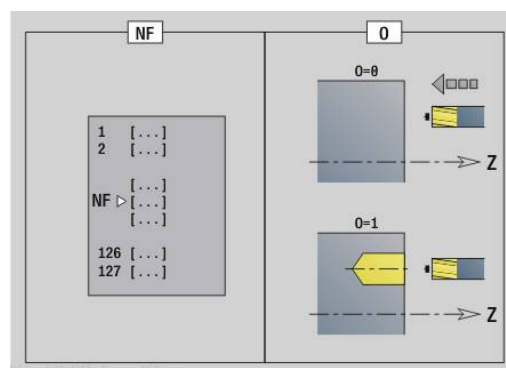 NF
1 [...]
2 [...]
[...]
NF [...]
[...]
126 [...]
127 [...]
O
O=0
Z
O=1
Z